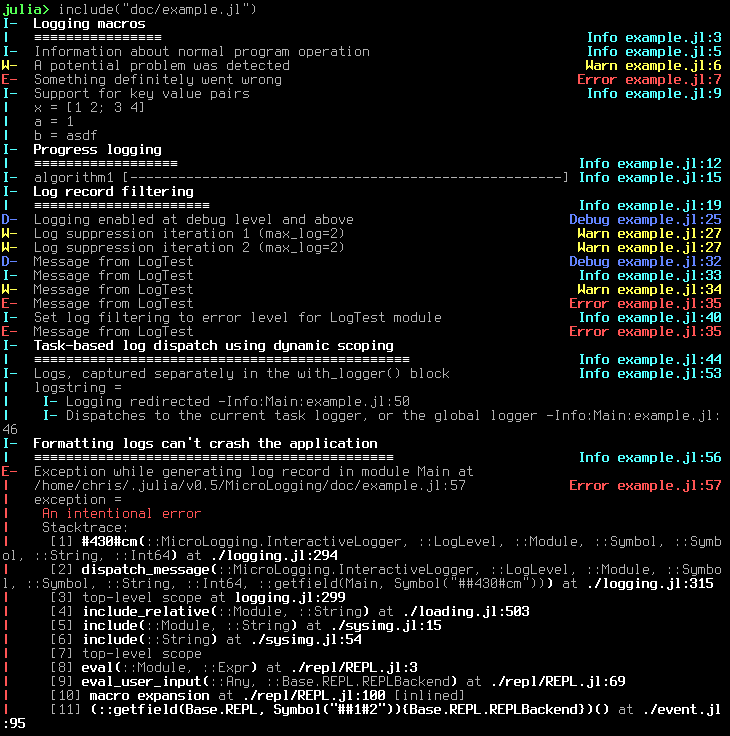 julia> include("doc/example.jl")
I-  Logging macros
I   ================= Info example.jl:3
I-  Information about normal program operation Info example.jl:5
W-  A potential problem was detected Warn example.jl:6
E-  Something definitely went wrong Error example.jl:7
I-  Support for key value pairs Info example.jl:9
I   x = [1 2; 3 4]
I   a = 1
I   b = asdf
I-  Progress logging
I   =================== Info example.jl:12
I-  algorithm1 [------------------------------------------------------] Info example.jl:15
I-  Log record filtering
I   ======================= Info example.jl:19
D-  Logging enabled at debug level and above Debug example.jl:25
W-  Log suppression iteration 1 (max_log=2) Warn example.jl:27
W-  Log suppression iteration 2 (max_log=2) Warn example.jl:27
D-  Message from LogTest Debug example.jl:32
I-  Message from LogTest Info example.jl:33
W-  Message from LogTest Warn example.jl:34
E-  Message from LogTest Error example.jl:35
I-  Set log filtering to error level for LogTest module Info example.jl:40
E-  Message from LogTest Error example.jl:35
I-  Task-based log dispatch using dynamic scoping
I   ================================================ Info example.jl:44
I-  Logs, captured separately in the with_logger() block Info example.jl:53
I   logstring =
I    I- Logging redirected -Info:Main:example.jl:50
I    I- Dispatches to the current task logger, or the global logger -Info:Main:example.jl:
46
I-  Formatting logs can't crash the application
I   ============================================== Info example.jl:56
E-  Exception while generating log record in module Main at
|   /home/chris/.julia/v0.5/MicroLogging/doc/example.jl:57 Error example.jl:57
|   exception =
|    An intentional error
|    Stacktrace:
|     [1] #430#cm(::MicroLogging.InteractiveLogger, ::LogLevel, ::Module, ::Symbol, ::Symb
ol, ::String, ::Int64) at ./logging.jl:294
|     [2] dispatch_message(::MicroLogging.InteractiveLogger, ::LogLevel, ::Module, ::Symbo
l, ::Symbol, ::String, ::Int64, ::getfield(Main, Symbol("##430#cm"))) at ./logging.jl:315
|     [3] top-level scope at logging.jl:299
|     [4] include_relative(::Module, ::String) at ./loading.jl:503
|     [5] include(::Module, ::String) at ./sysimg.jl:15
|     [6] include(::String) at ./sysimg.jl:54
|     [7] top-level scope
|     [8] eval(::Module, ::Expr) at ./repl/REPL.jl:3
|     [9] eval_user_input(::Any, ::Base.REPL.REPLBackend) at ./repl/REPL.jl:69
|     [10] macro expansion at ./repl/REPL.jl:100 [inlined]
|     [11] (::getfield(Base.REPL, Symbol("##1#2")){Base.REPL.REPLBackend})() at ./event.jl
:95